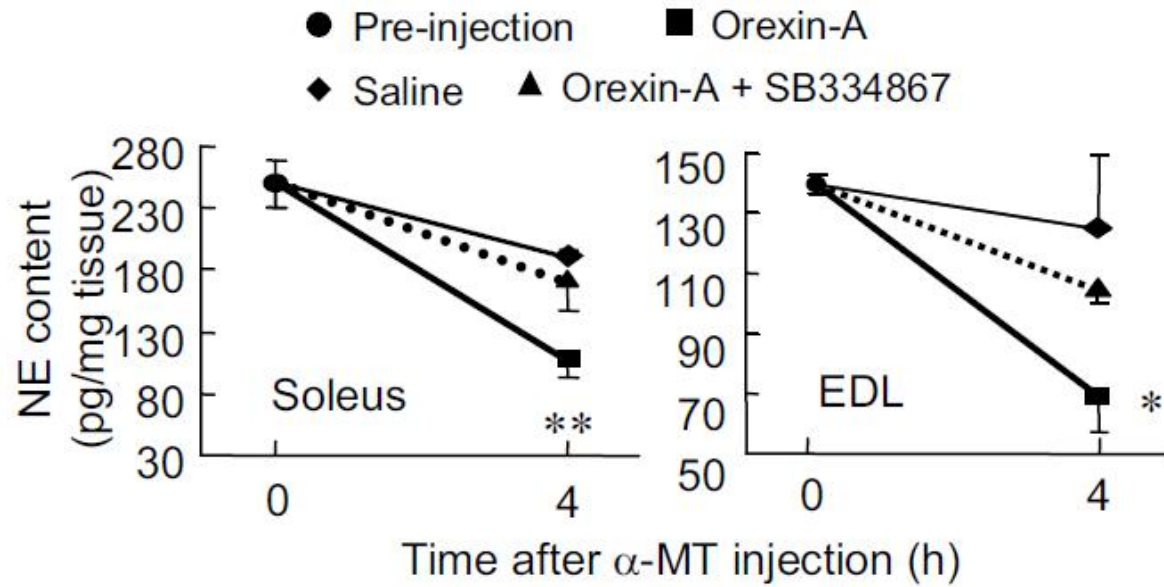 Pre-injection Orexin-A
Saline Orexin-A + SB334867
NE content
(pg/mg tissue)
280
230
180
130
80
30
Soleus
**
0 4
150
130
110
90
70
50
EDL
*
0 4
Time after α-MT injection (h)